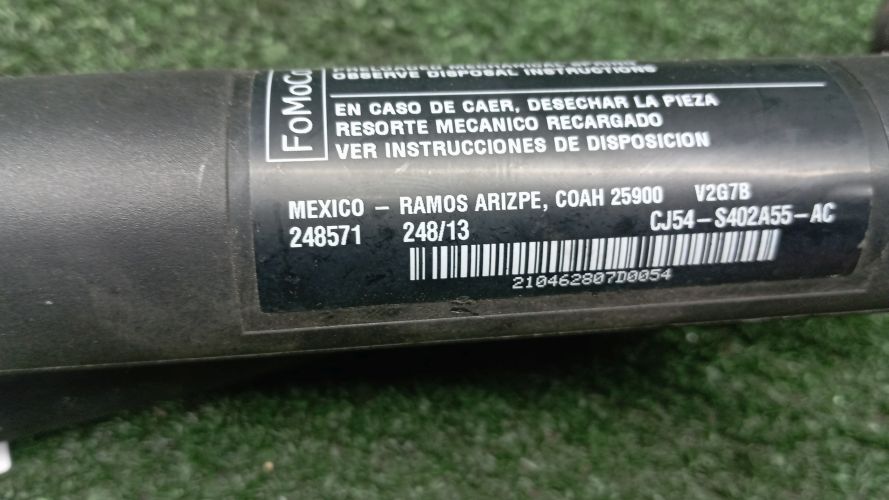 FoMoCo
PRELOADED MECHANICAL SPRING
OBSERVE DISPOSAL INSTRUCTIONS
EN CASO DE CAER, DESECHAR LA PIEZA
RESORTE MECANICO RECARGADO
VER INSTRUCCIONES DE DISPOSICION
MEXICO – RAMOS ARIZPE, COAH 25900 V2G7B
248571 248/13 CJ54–S402A55–AC
210462807D0054